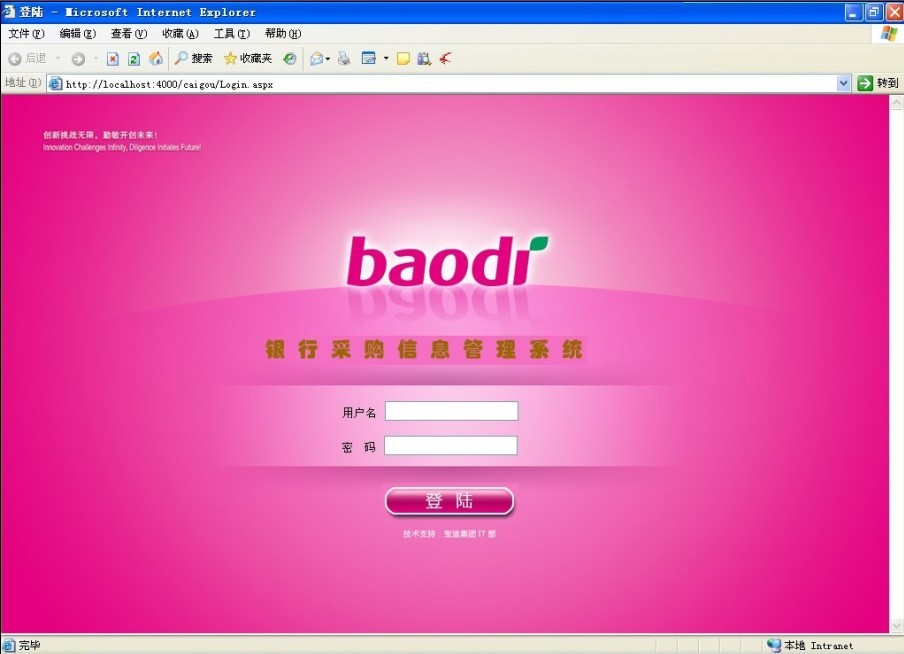 登陆 - Microsoft Internet Explorer
文件(F) 编辑(E) 查看(V) 收藏(A) 工具(T) 帮助(H)
后退 搜索 收藏夹
地址(D) http://localhost:4000/caigou/Login.aspx 转到
创新挑战无限，勤敏开创未来！
Innovation Challenges Infinity, Diligence Initiates Future!
baodi
银行采购信息管理系统
用户名
密 码
登 陆
技术支持：宝迪集团IT部
完毕 本地 Intranet